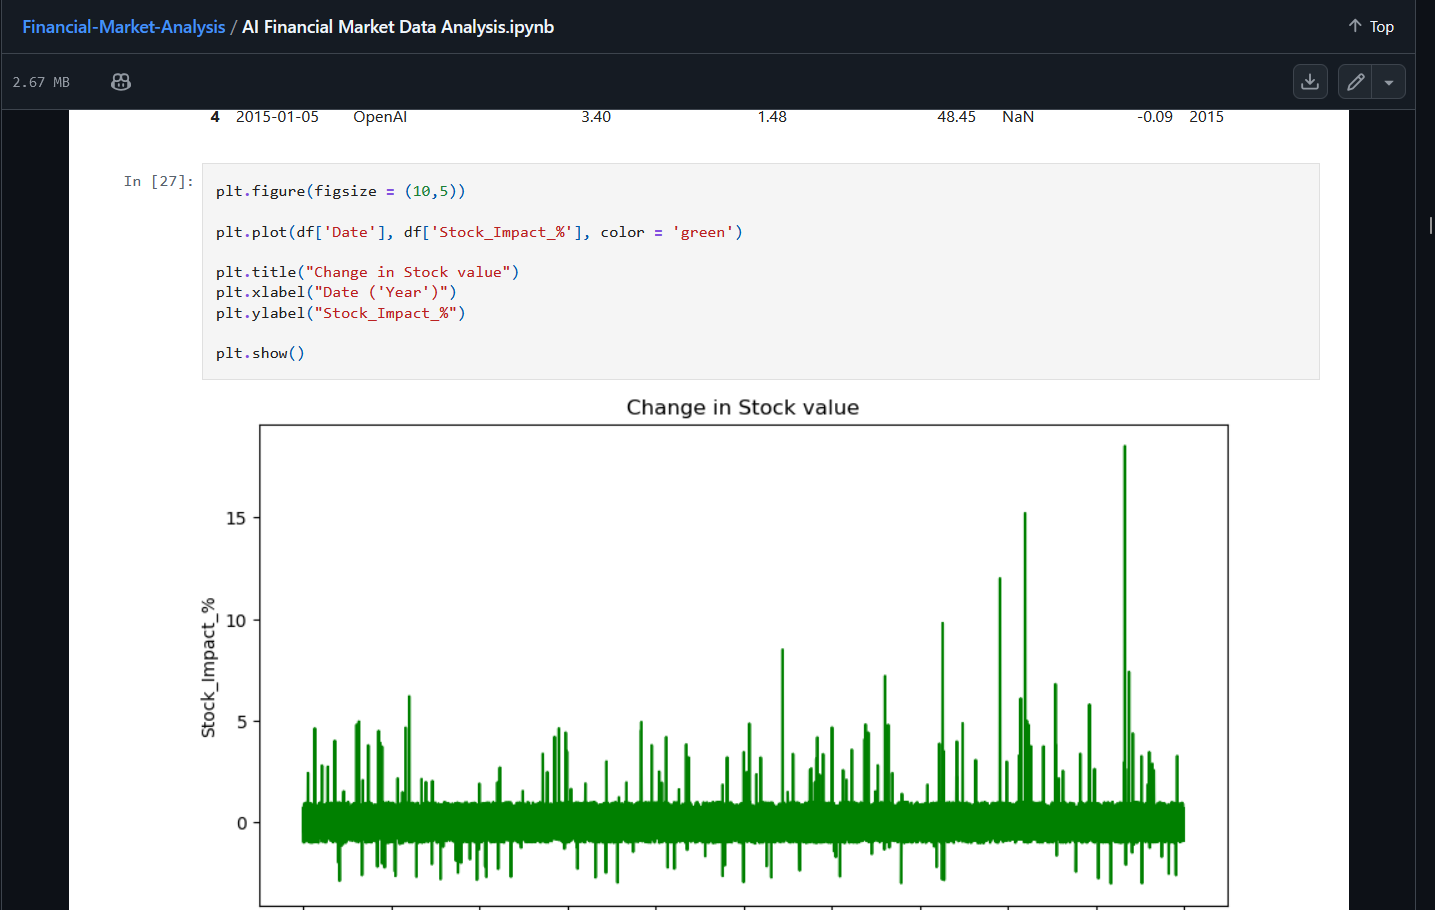 Financial-Market-Analysis / AI Financial Market Data Analysis.ipynb
Top
2.67 MB
4 2015-01-05 OpenAI 3.40 1.48 48.45 NaN -0.09 2015
In [27]:
plt.figure(figsize = (10,5))
plt.plot(df['Date'], df['Stock_Impact_%'], color = 'green')
plt.title("Change in Stock value")
plt.xlabel("Date ('Year')")
plt.ylabel("Stock_Impact_%")
plt.show()
Change in Stock value
Stock_Impact_%
15
10
5
0